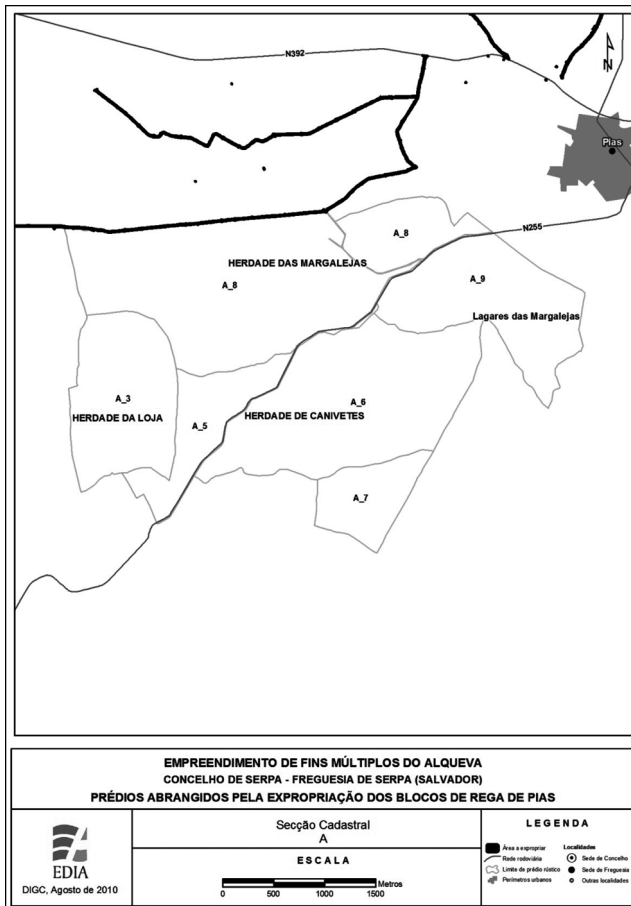 N392
N
Pias
N255
A_8
HERDADE DAS MARGALEJAS
A_8
A_9
Lagares das Margalejas
A_3
HERDADE DA LOJA
A_6
HERDADE DE CANIVETES
A_5
A_7
EMPREENDIMENTO DE FINS MÚLTIPLOS DO ALQUEVA
CONCELHO DE SERPA - FREGUESIA DE SERPA (SALVADOR)
PRÉDIOS ABRANGIDOS PELA EXPROPRIAÇÃO DOS BLOCOS DE REGA DE PIAS
EDIA
DIGC, Agosto de 2010
Secção Cadastral
A
ESCALA
Metros
0 500 1000 1500
LEGENDA
Área a expropriar
Rede rodoviária
Limite de prédio rústico
Perímetros urbanos
Localidades
Sede de Concelho
Sede de Freguesia
Outras localidades